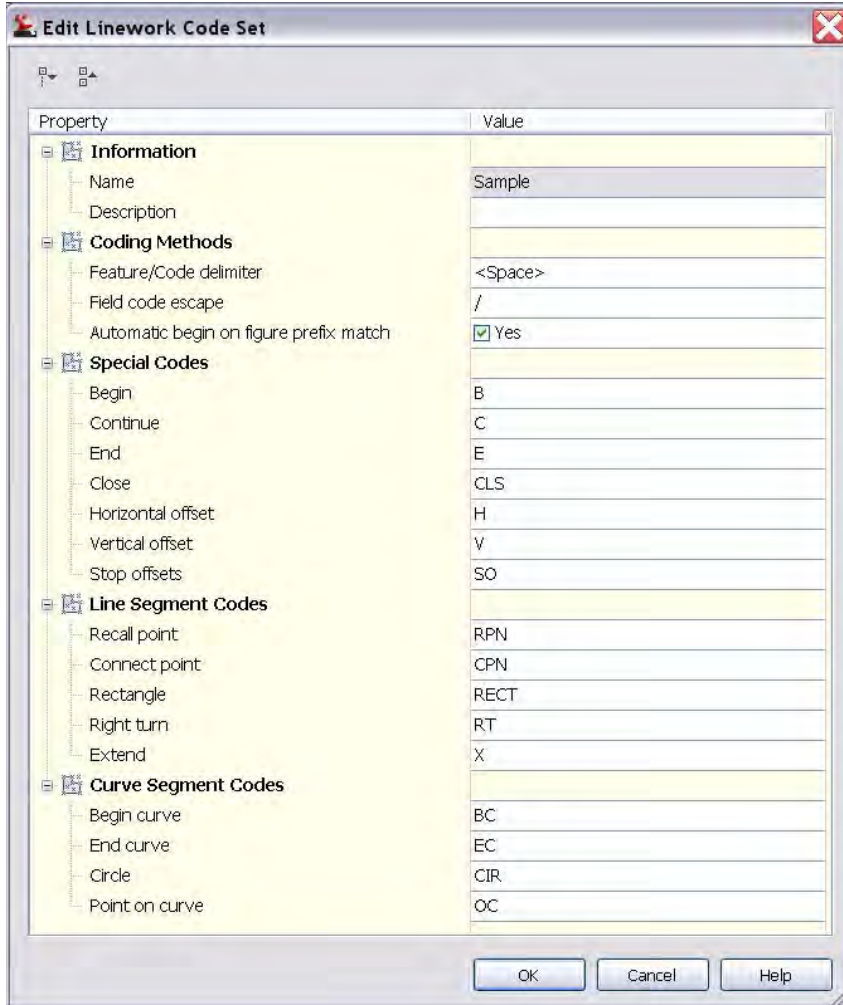 Edit Linework Code Set
Property Value
Information
Name Sample
Description
Coding Methods
Feature/Code delimiter <Space>
Field code escape /
Automatic begin on figure prefix match Yes
Special Codes
Begin B
Continue C
End E
Close CLS
Horizontal offset H
Vertical offset V
Stop offsets SO
Line Segment Codes
Recall point RPN
Connect point CPN
Rectangle RECT
Right turn RT
Extend X
Curve Segment Codes
Begin curve BC
End curve EC
Circle CIR
Point on curve OC
OK Cancel Help